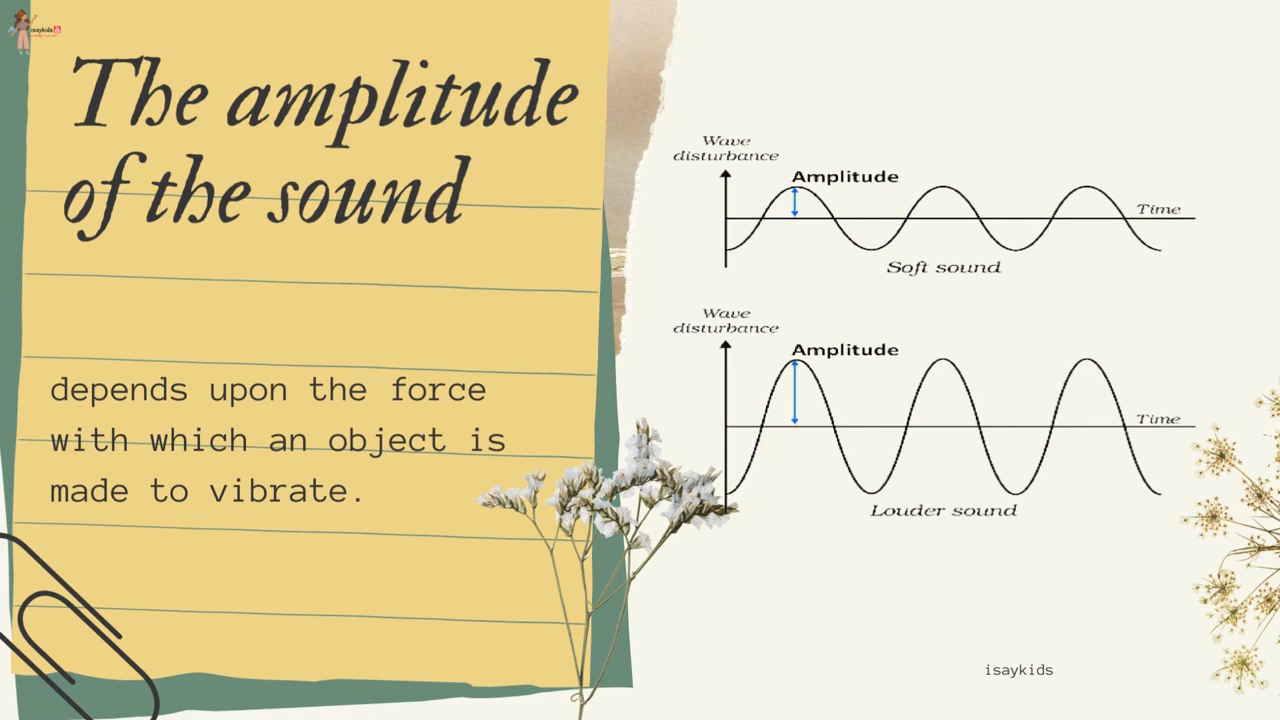 isaykids
The amplitude
of the sound
depends upon the force
with which an object is
made to vibrate.
Wave
disturbance
Amplitude
Time
Soft sound
Wave
disturbance
Amplitude
Time
Louder sound
isaykids